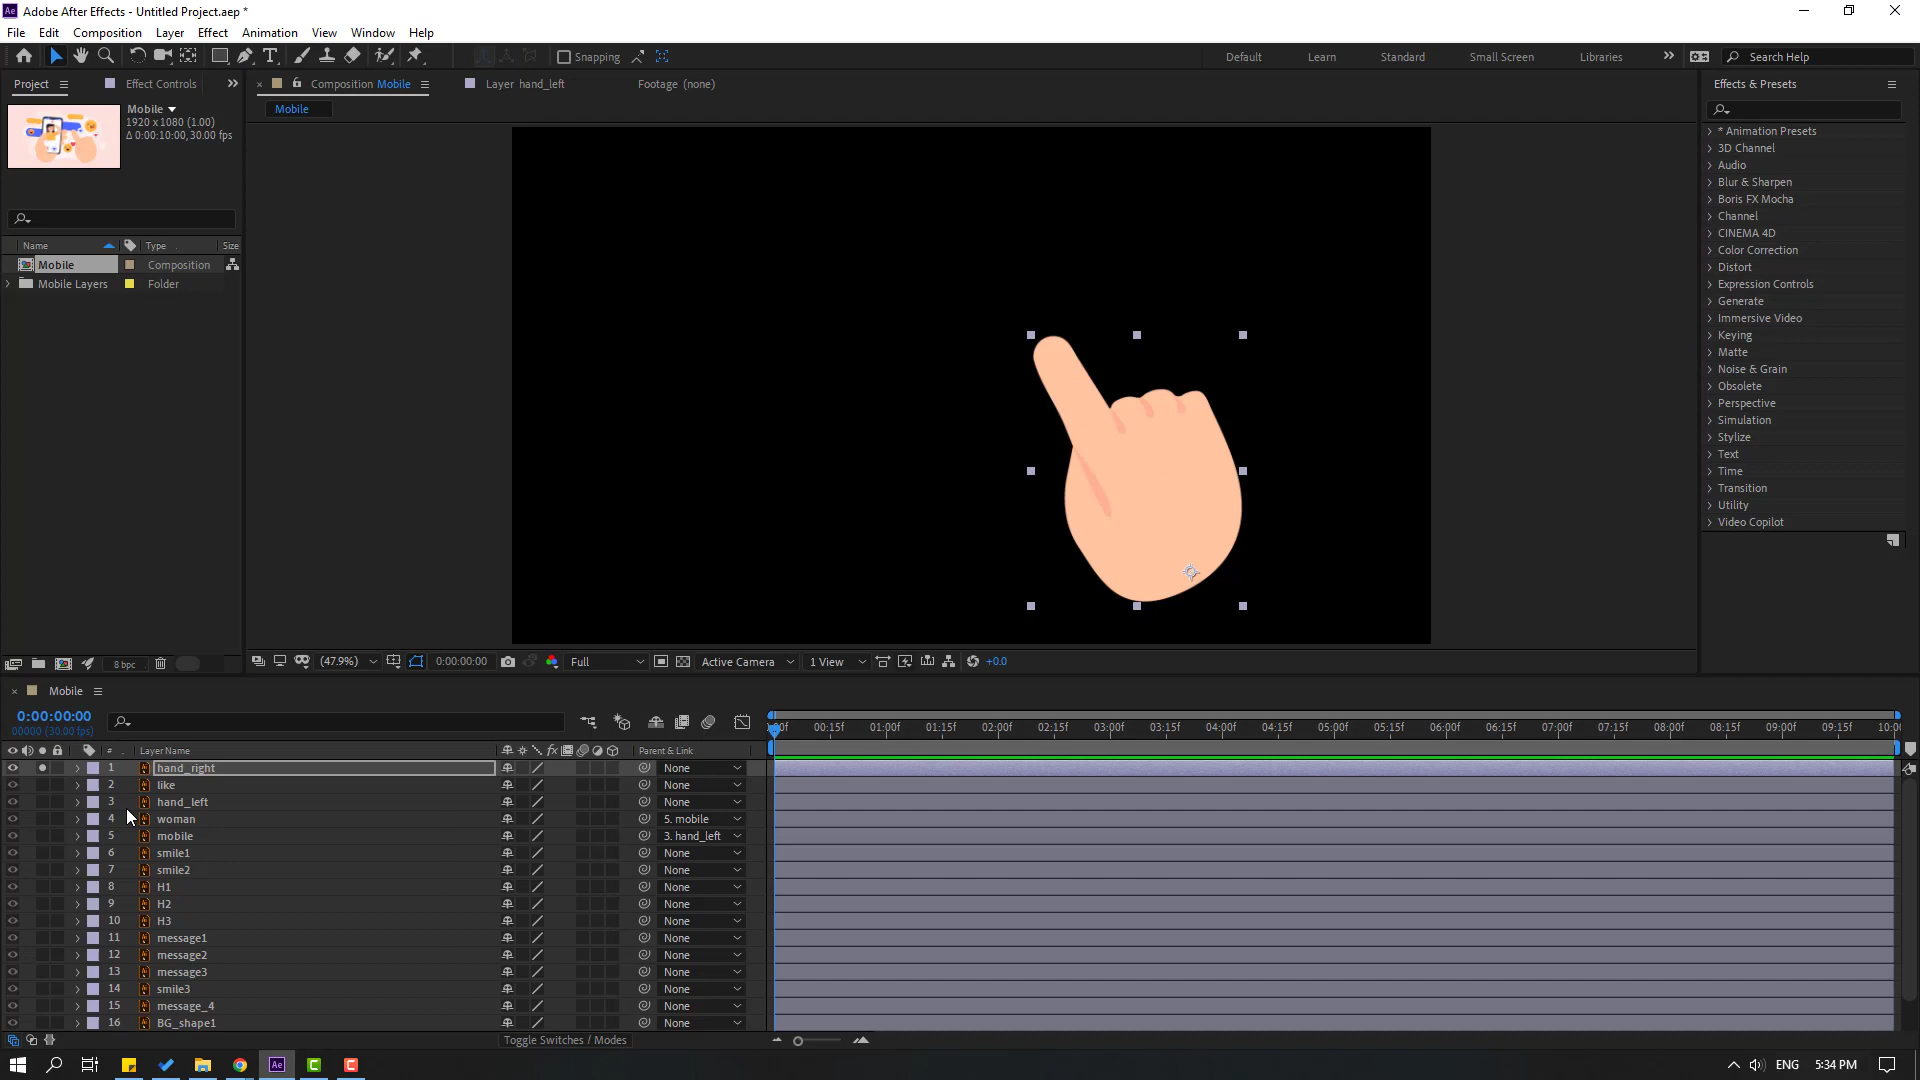 Adobe After Effects - Untitled Project.aep *
File Edit Composition Layer Effect Animation View Window Help
Snapping
Default Learn Standard Small Screen Libraries
Search Help
Project Effect Controls
Composition Mobile
Layer hand_left
Footage (none)
Effects & Presets
Mobile
1920 x 1080 (1.00)
Δ 0:00:10:00, 30.00 fps
Mobile
* Animation Presets
3D Channel
Audio
Blur & Sharpen
Boris FX Mocha
Channel
CINEMA 4D
Color Correction
Distort
Expression Controls
Generate
Immersive Video
Keying
Matte
Noise & Grain
Obsolete
Perspective
Simulation
Stylize
Text
Time
Transition
Utility
Video Copilot
Name Type Size
Mobile Composition
Mobile Layers Folder
8 bpc
(47.9%) 0:00:00:00 Full Active Camera 1 View +0.0
Mobile
0:00:00:00
00000 (30.00 fps)
:00f 00:15f 01:00f 01:15f 02:00f 02:15f 03:00f 03:15f 04:00f 04:15f 05:00f 05:15f 06:00f 06:15f 07:00f 07:15f 08:00f 08:15f 09:00f 09:15f 10:00
# Layer Name fx Parent & Link
1 hand_right None
2 like None
3 hand_left None
4 woman 5. mobile
5 mobile 3. hand_left
6 smile1 None
7 smile2 None
8 H1 None
9 H2 None
10 H3 None
11 message1 None
12 message2 None
13 message3 None
14 smile3 None
15 message_4 None
16 BG_shape1 None
Toggle Switches / Modes
ENG 5:34 PM